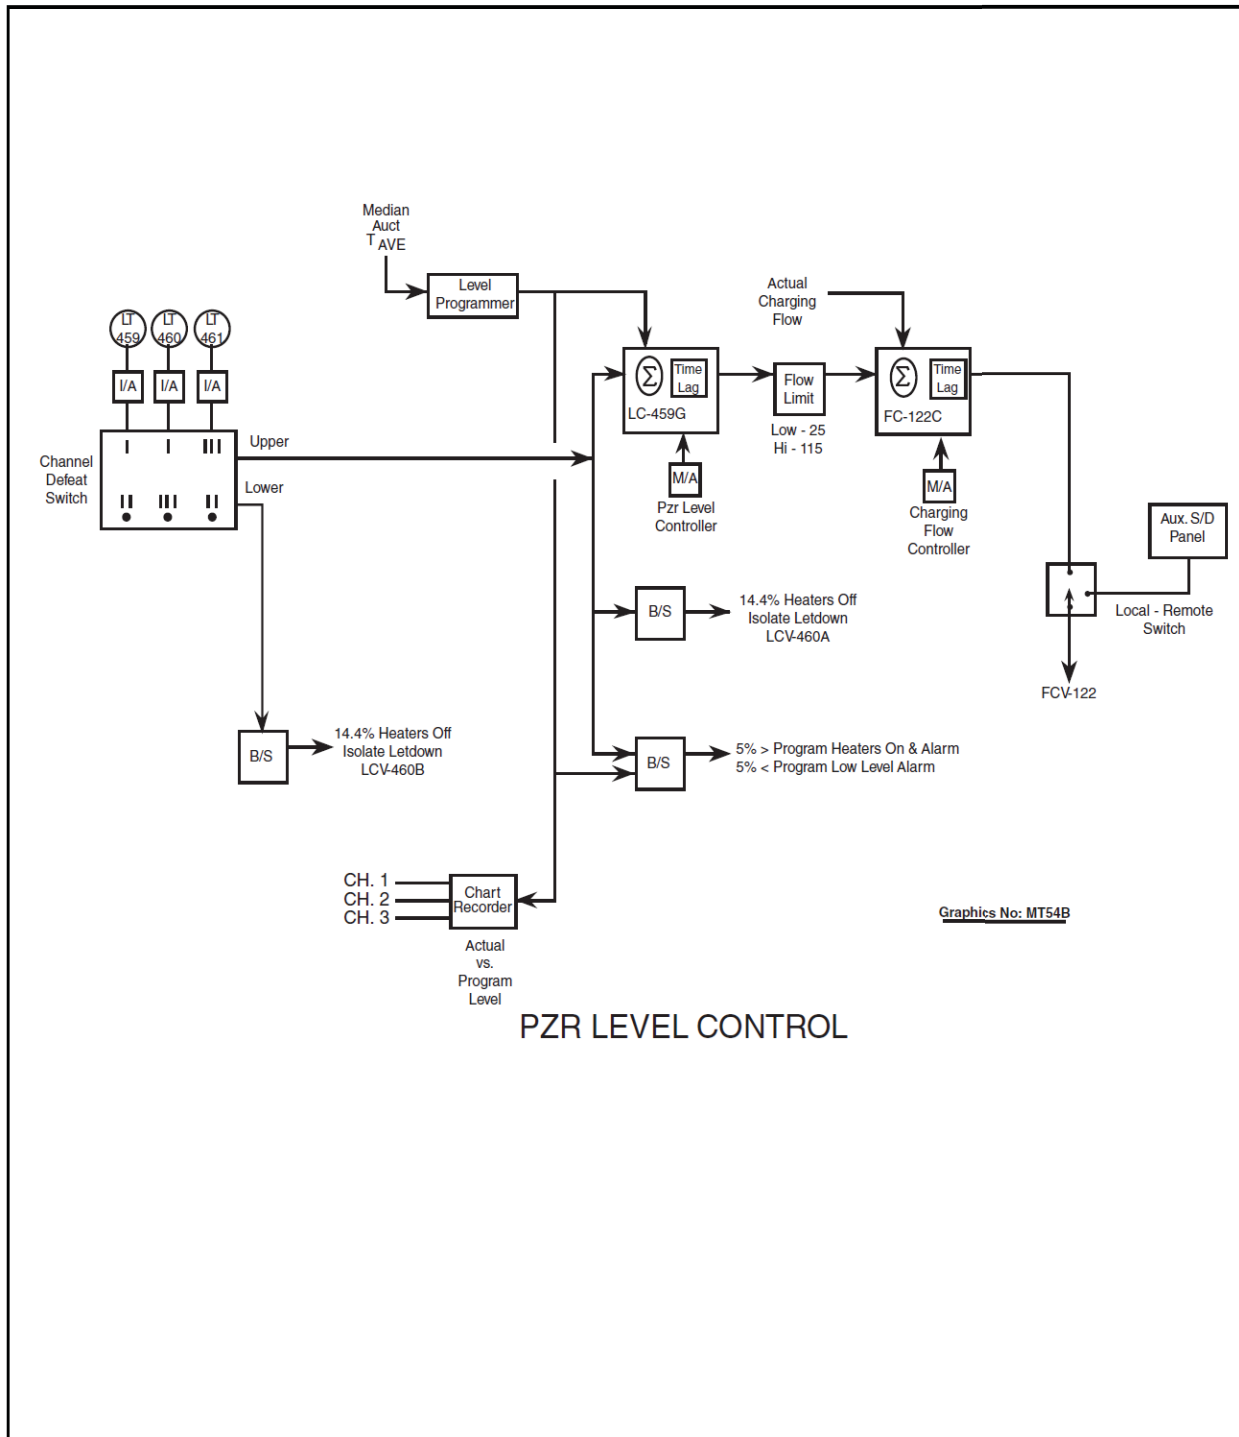 Median
Auct
T AVE
Level
Programmer
Actual
Charging
Flow
LT
459
LT
460
LT
461
I/A
I/A
I/A
Σ
Time
Lag
LC-459G
Flow
Limit
Low - 25
Hi - 115
Σ
Time
Lag
FC-122C
Channel
Defeat
Switch
I
I
III
II
III
II
Upper
Lower
M/A
Pzr Level
Controller
M/A
Charging
Flow
Controller
Aux. S/D
Panel
Local - Remote
Switch
FCV-122
B/S
14.4% Heaters Off
Isolate Letdown
LCV-460A
B/S
14.4% Heaters Off
Isolate Letdown
LCV-460B
B/S
5% > Program Heaters On & Alarm
5% < Program Low Level Alarm
CH. 1
CH. 2
CH. 3
Chart
Recorder
Actual
vs.
Program
Level
Graphics No: MT54B
PZR LEVEL CONTROL